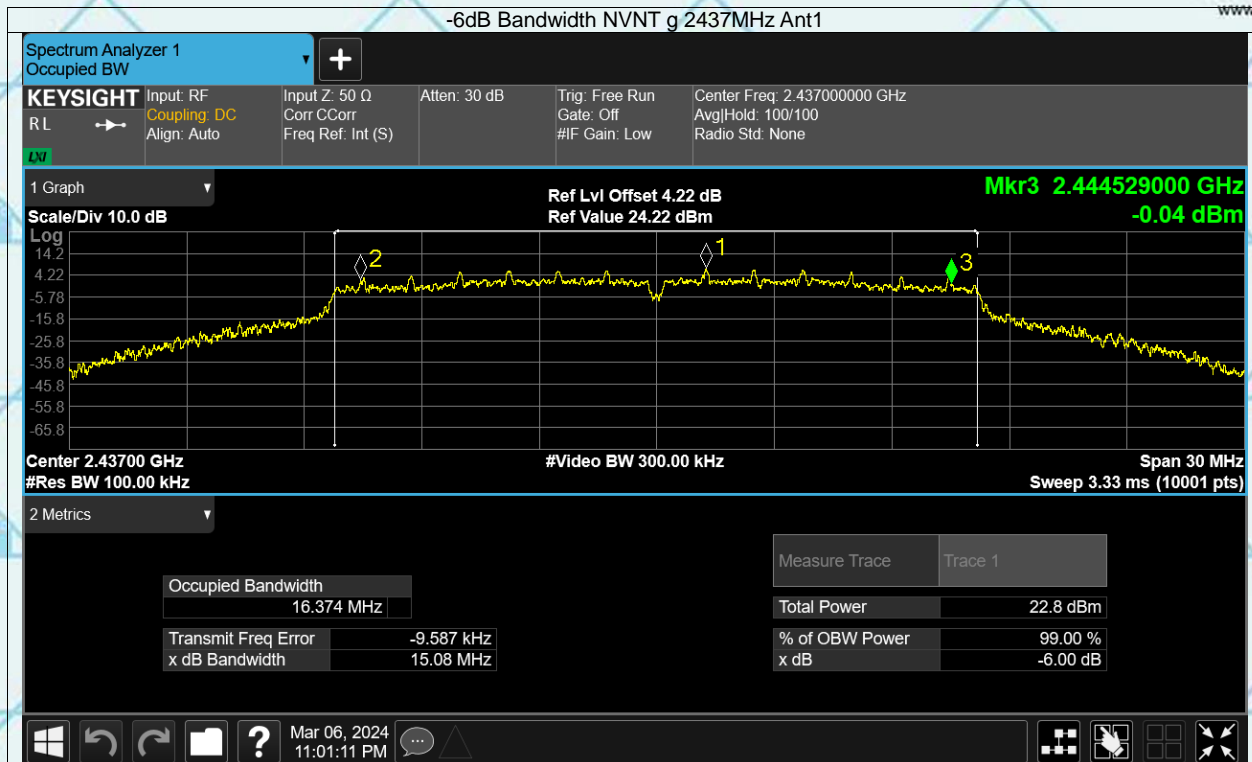 -6dB Bandwidth NVNT g 2437MHz Ant1
www
Spectrum Analyzer 1
Occupied BW
KEYSIGHT
RL
LXI
Input: RF
Coupling: DC
Align: Auto
Input Z: 50 Ω
Corr CCorr
Freq Ref: Int (S)
Atten: 30 dB
Trig: Free Run
Gate: Off
#IF Gain: Low
Center Freq: 2.437000000 GHz
Avg|Hold: 100/100
Radio Std: None
1 Graph
Scale/Div 10.0 dB
Ref Lvl Offset 4.22 dB
Ref Value 24.22 dBm
Mkr3 2.444529000 GHz
-0.04 dBm
Log
14.2
4.22
-5.78
-15.8
-25.8
-35.8
-45.8
-55.8
-65.8
2
1
3
Center 2.43700 GHz
#Video BW 300.00 kHz
Span 30 MHz
#Res BW 100.00 kHz
Sweep 3.33 ms (10001 pts)
2 Metrics
Occupied Bandwidth
16.374 MHz
Transmit Freq Error -9.587 kHz
x dB Bandwidth 15.08 MHz
Measure Trace Trace 1
Total Power 22.8 dBm
% of OBW Power 99.00 %
x dB -6.00 dB
?
Mar 06, 2024
11:01:11 PM